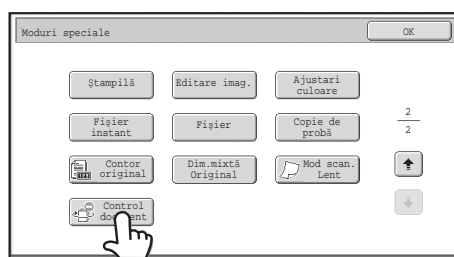 Moduri speciale
OK
Ştampilă
Editare imag.
Ajustari
culoare
Fişier
instant
Fişier
Copie de
probă
2
2
Contor
original
Dim.mixtă
Original
Mod scan.
Lent
Control